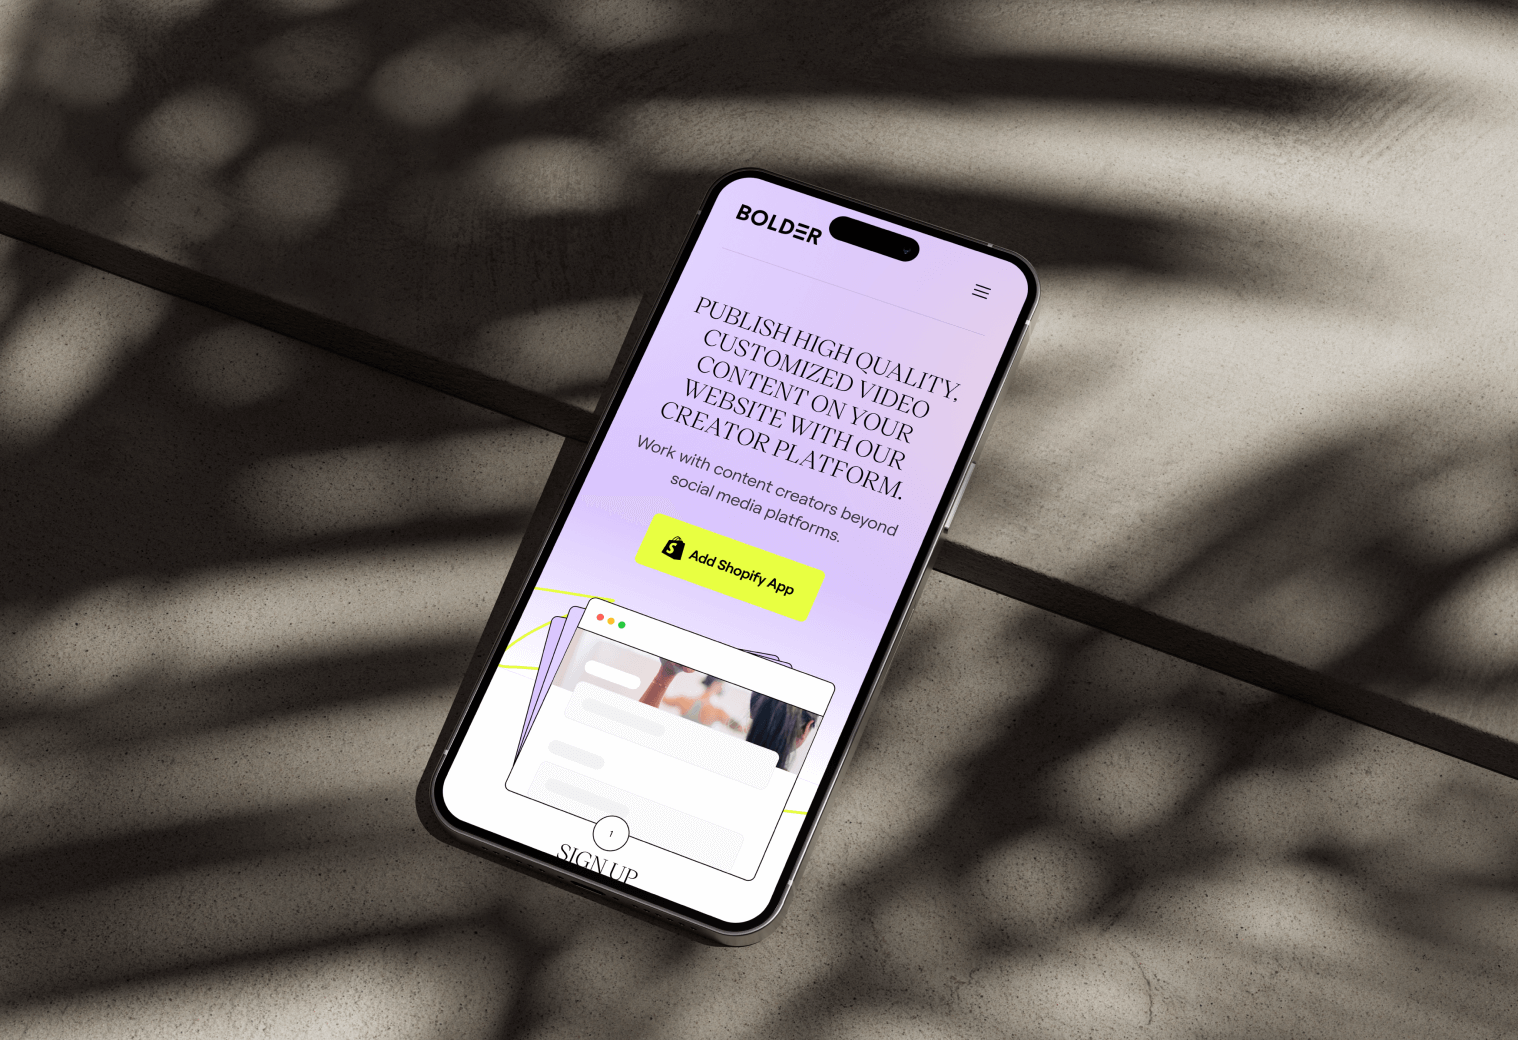 BOLDER
PUBLISH HIGH QUALITY,
CUSTOMIZED VIDEO
CONTENT ON YOUR
WEBSITE WITH OUR
CREATOR PLATFORM.
Work with content creators beyond
social media platforms.
Add Shopify App
1
SIGN UP